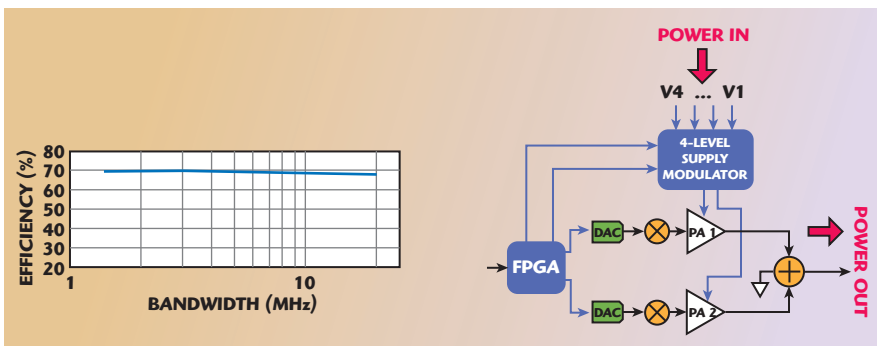 EFFICIENCY (%)
80
70
60
50
40
30
20
1
10
BANDWIDTH (MHz)
POWER IN
V4 ... V1
4-LEVEL
SUPPLY
MODULATOR
FPGA
DAC
PA 1
DAC
PA 2
POWER OUT